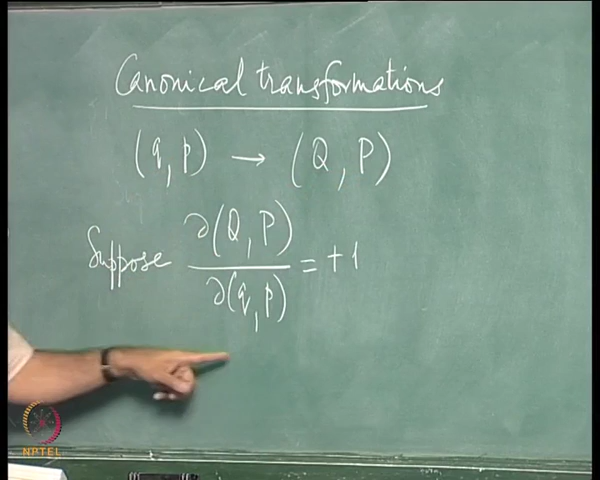 Canonical transformations
(q, p) → (Q, P)
Suppose ∂(Q, P)/∂(q, p) = +1
NPTEL